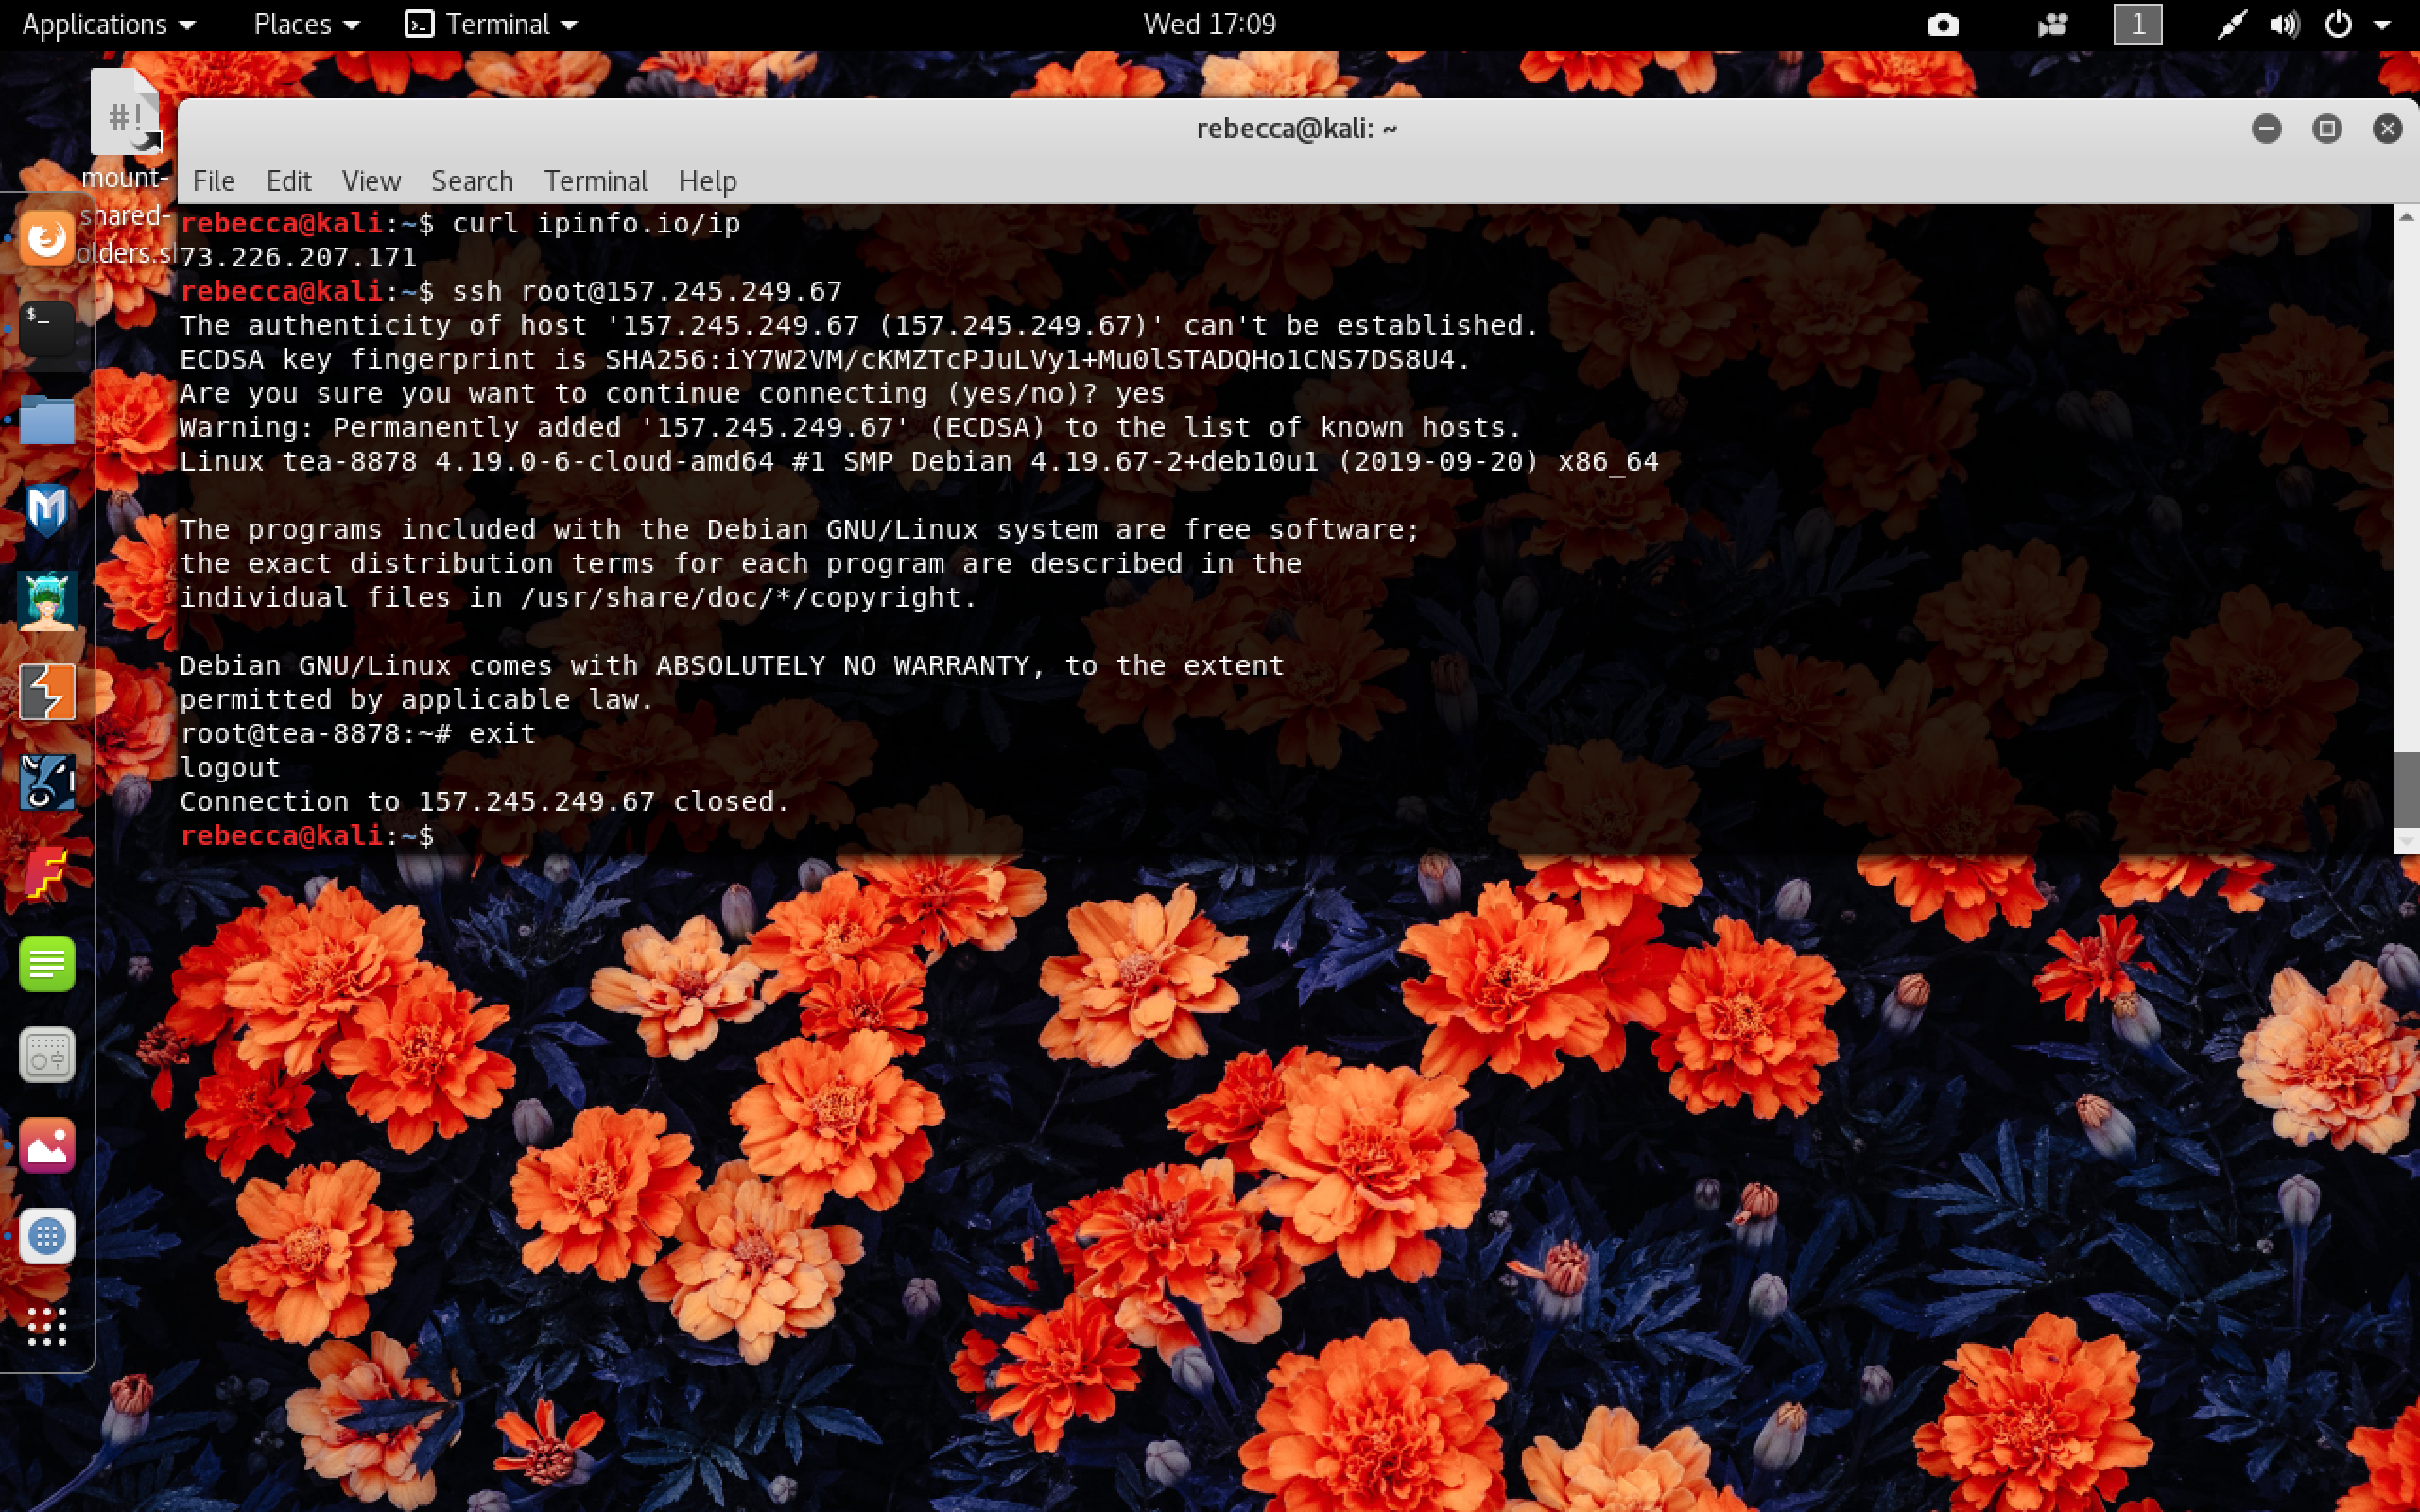 Applications Places Terminal Wed 17:09 1
#!
mount-
shared-
olders.s
rebecca@kali: ~
File Edit View Search Terminal Help
rebecca@kali:~$ curl ipinfo.io/ip
73.226.207.171
rebecca@kali:~$ ssh root@157.245.249.67
The authenticity of host '157.245.249.67 (157.245.249.67)' can't be established.
ECDSA key fingerprint is SHA256:iY7W2VM/cKMZTcPJuLVy1+Mu0lSTADQHo1CNS7DS8U4.
Are you sure you want to continue connecting (yes/no)? yes
Warning: Permanently added '157.245.249.67' (ECDSA) to the list of known hosts.
Linux tea-8878 4.19.0-6-cloud-amd64 #1 SMP Debian 4.19.67-2+deb10u1 (2019-09-20) x86_64
The programs included with the Debian GNU/Linux system are free software;
the exact distribution terms for each program are described in the
individual files in /usr/share/doc/*/copyright.
Debian GNU/Linux comes with ABSOLUTELY NO WARRANTY, to the extent
permitted by applicable law.
root@tea-8878:~# exit
logout
Connection to 157.245.249.67 closed.
rebecca@kali:~$